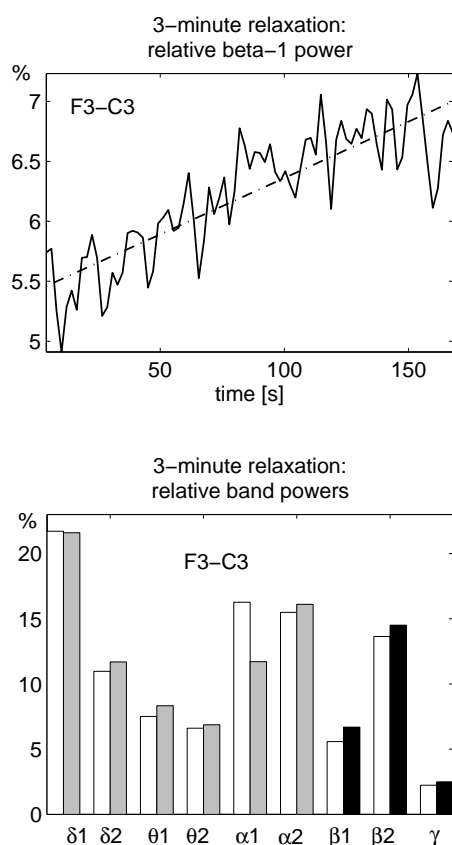 3−minute relaxation:
relative beta−1 power
%
F3−C3
7
6.5
6
5.5
5
50 100 150
time [s]
3−minute relaxation:
relative band powers
%
F3−C3
20
15
10
5
0
δ1 δ2 θ1 θ2 α1 α2 β1 β2 γ